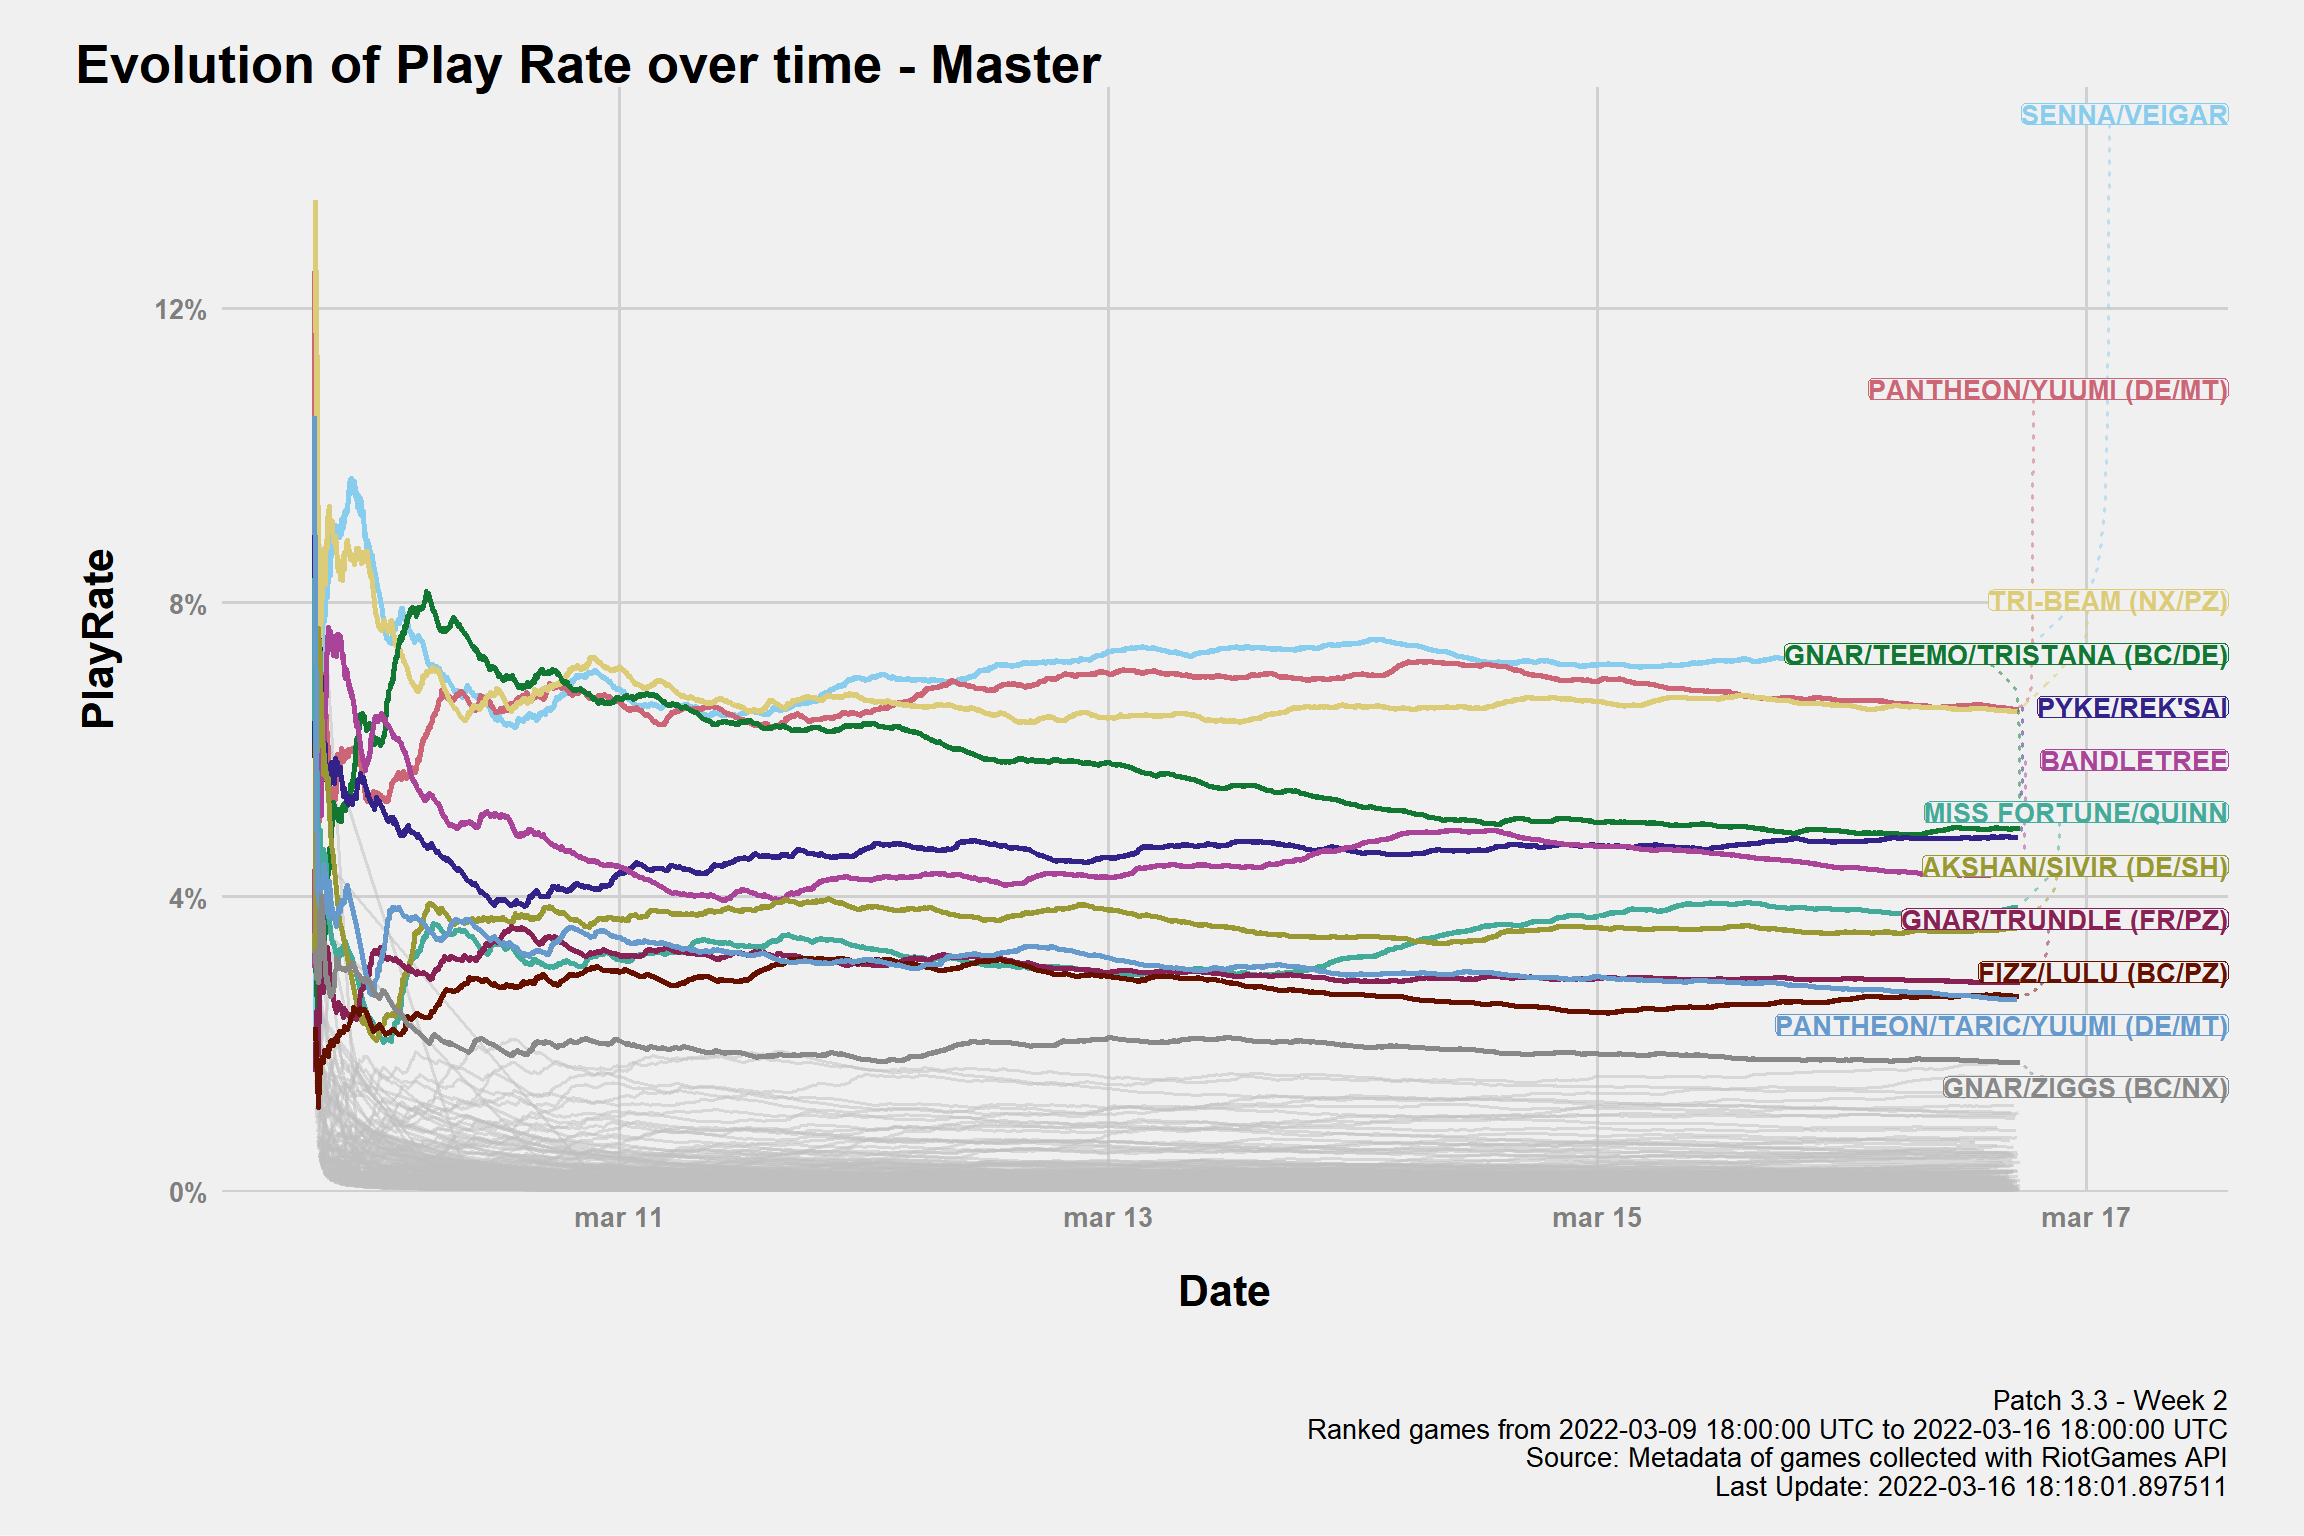 Evolution of Play Rate over time - Master
SENNA/VEIGAR
12%
PANTHEON/YUUMI (DE/MT)
8%
TRI-BEAM (NX/PZ)
GNAR/TEEMO/TRISTANA (BC/DE)
PlayRate
PYKE/REK'SAI
BANDLETREE
MISS FORTUNE/QUINN
AKSHAN/SIVIR (DE/SH)
4%
GNAR/TRUNDLE (FR/PZ)
FIZZ/LULU (BC/PZ)
PANTHEON/TARIC/YUUMI (DE/MT)
GNAR/ZIGGS (BC/NX)
0%
mar 11
mar 13
mar 15
mar 17
Date
Patch 3.3 - Week 2
Ranked games from 2022-03-09 18:00:00 UTC to 2022-03-16 18:00:00 UTC
Source: Metadata of games collected with RiotGames API
Last Update: 2022-03-16 18:18:01.897511